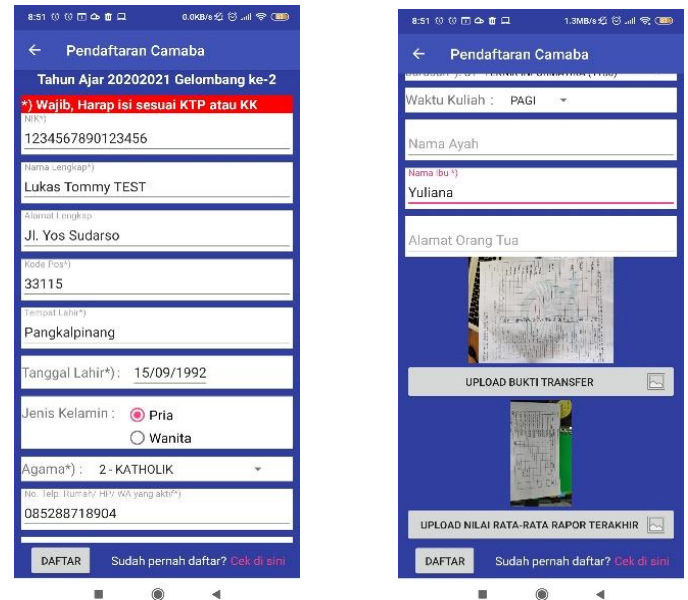 8:51 0.0KB/s
Pendaftaran Camaba
Tahun Ajar 20202021 Gelombang ke-2
*) Wajib, Harap isi sesuai KTP atau KK
NIK*)
1234567890123456
Nama Lengkap*)
Lukas Tommy TEST
Alamat Lengkap
Jl. Yos Sudarso
Kode Pos*)
33115
Tempat Lahir*)
Pangkalpinang
Tanggal Lahir*) : 15/09/1992
Jenis Kelamin : Pria
Wanita
Agama*) : 2 - KATHOLIK
No. Telp. Rumah/ HP/ WA yang aktif*)
085288718904
DAFTAR Sudah pernah daftar? Cek di sini
8:51 1.3MB/s
Pendaftaran Camaba
Waktu Kuliah : PAGI
Nama Ayah
Nama Ibu *)
Yuliana
Alamat Orang Tua
UPLOAD BUKTI TRANSFER
UPLOAD NILAI RATA-RATA RAPOR TERAKHIR
DAFTAR Sudah pernah daftar? Cek di sini